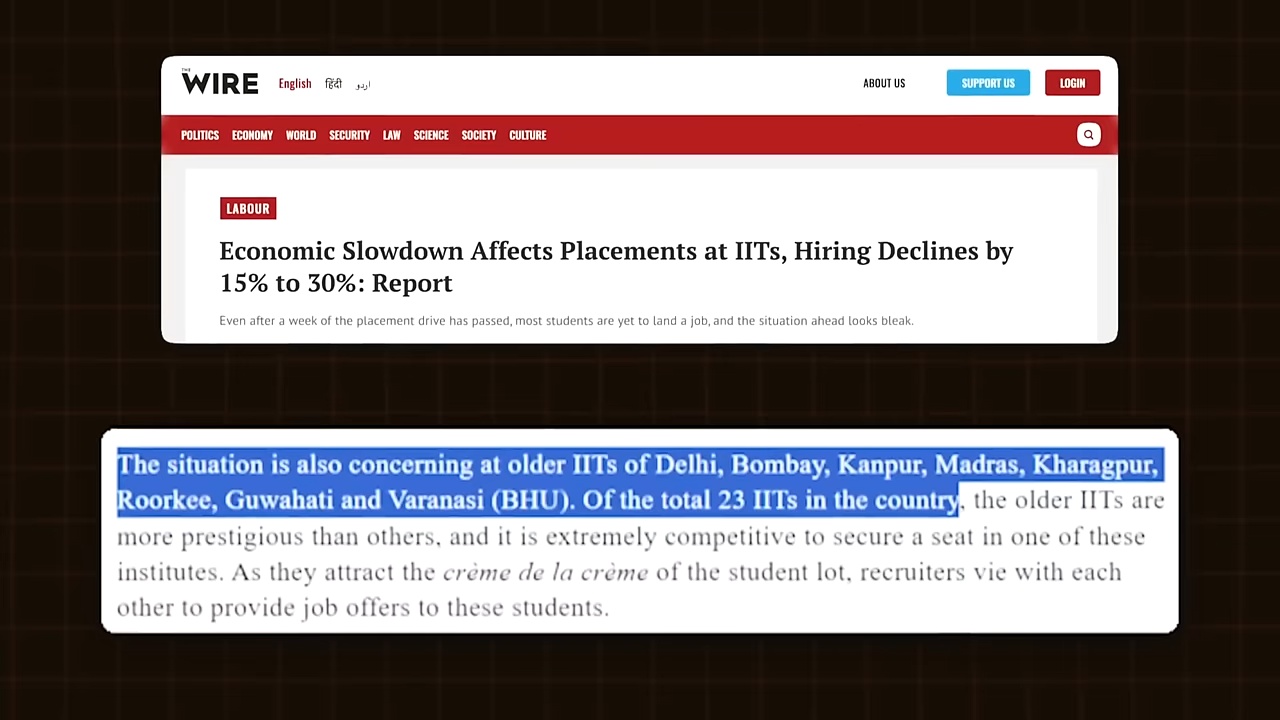 THE
WIRE English हिंदी اردو ABOUT US SUPPORT US LOGIN
POLITICS ECONOMY WORLD SECURITY LAW SCIENCE SOCIETY CULTURE
LABOUR
Economic Slowdown Affects Placements at IITs, Hiring Declines by
15% to 30%: Report
Even after a week of the placement drive has passed, most students are yet to land a job, and the situation ahead looks bleak.
The situation is also concerning at older IITs of Delhi, Bombay, Kanpur, Madras, Kharagpur,
Roorkee, Guwahati and Varanasi (BHU). Of the total 23 IITs in the country, the older IITs are
more prestigious than others, and it is extremely competitive to secure a seat in one of these
institutes. As they attract the crème de la crème of the student lot, recruiters vie with each
other to provide job offers to these students.